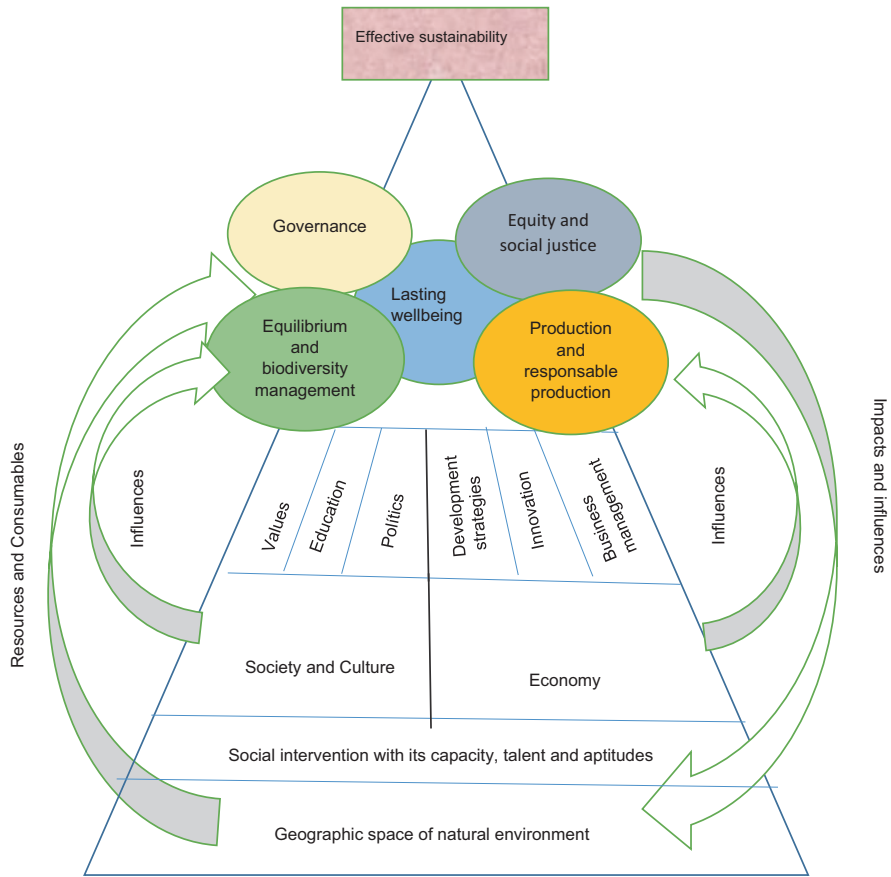 Effective sustainability
Governance
Equity and
social justice
Lasting
wellbeing
Equilibrium
and
biodiversity
management
Production
and
responsable
production
Resources and Consumables
Influences
Values
Education
Politics
Development
strategies
Innovation
Business
management
Influences
Impacts and influences
Society and Culture
Economy
Social intervention with its capacity, talent and aptitudes
Geographic space of natural environment